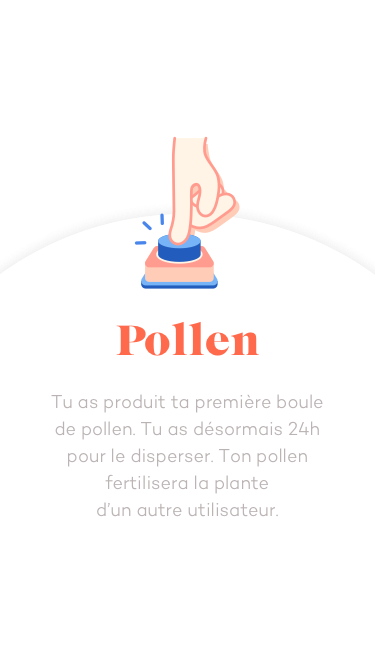 Pollen
Tu as produit ta première boule
de pollen. Tu as désormais 24h
pour le disperser. Ton pollen
fertilisera la plante
d'un autre utilisateur.